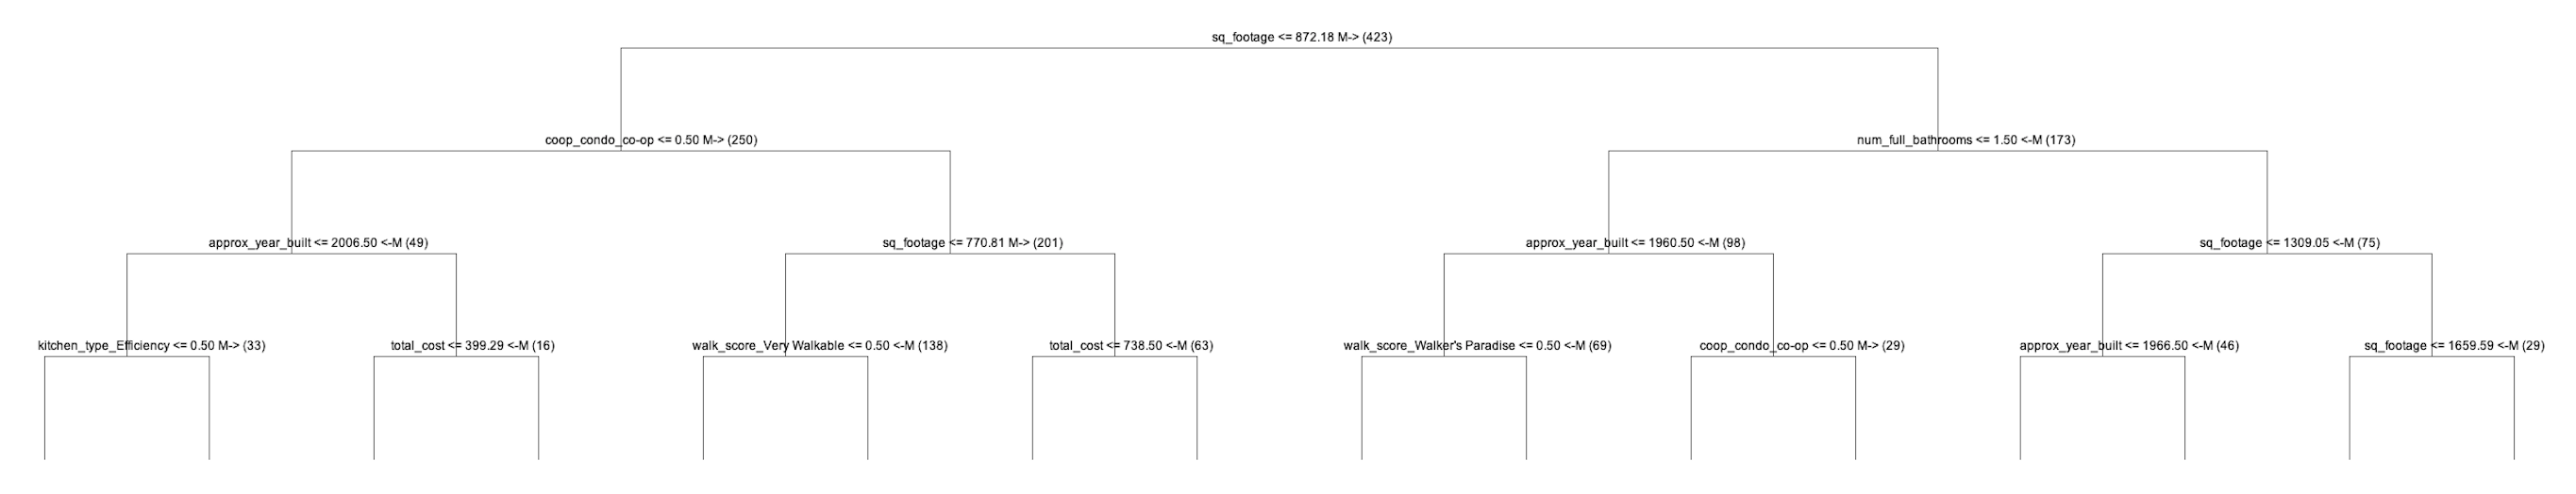 sq_footage <= 872.18 M-> (423)
coop_condo_co-op <= 0.50 M-> (250)
num_full_bathrooms <= 1.50 <-M (173)
approx_year_built <= 2006.50 <-M (49)
sq_footage <= 770.81 M-> (201)
approx_year_built <= 1960.50 <-M (98)
sq_footage <= 1309.05 <-M (75)
kitchen_type_Efficiency <= 0.50 M-> (33)
total_cost <= 399.29 <-M (16)
walk_score_Very Walkable <= 0.50 <-M (138)
total_cost <= 738.50 <-M (63)
walk_score_Walker's Paradise <= 0.50 <-M (69)
coop_condo_co-op <= 0.50 M-> (29)
approx_year_built <= 1966.50 <-M (46)
sq_footage <= 1659.59 <-M (29)